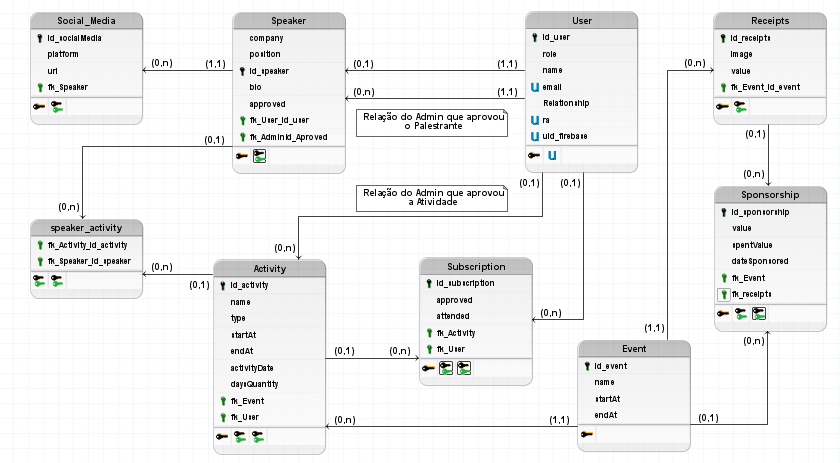 Social_Media
id_socialMedia
platform
url
fk_Speaker
(0,n)
(1,1)
Speaker
company
position
id_speaker
bio
approved
fk_User_id_user
fk_AdminId_Aproved
(0,1)
(1,1)
(0,n)
(1,1)
Relação do Admin que aprovou
o Palestrante
User
id_user
role
name
email
Relationship
ra
uid_firebase
Receipts
id_receipts
image
value
fk_Event_id_event
(0,n)
(0,1)
(0,n)
(0,1)
(0,n)
Relação do Admin que aprovou
a Atividade
(0,1)
(0,1)
(0,n)
speaker_activity
fk_Activity_id_activity
fk_Speaker_id_speaker
(0,n)
(0,1)
Activity
id_activity
name
type
startAt
endAt
activityDate
daysQuantity
fk_Event
fk_User
(0,1)
(0,n)
Subscription
id_subscription
approved
attended
fk_Activity
fk_User
(0,n)
Sponsorship
id_sponsorship
value
spentValue
dateSponsored
fk_Event
fk_receipts
(1,1)
(0,n)
Event
id_event
name
startAt
endAt
(0,n)
(1,1)
(0,1)